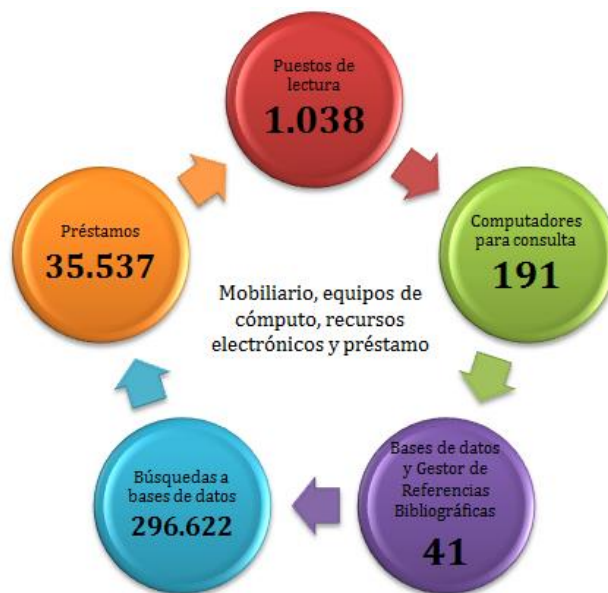 Puestos de
lectura
1.038
Computadores
para consulta
191
Bases de datos
y Gestor de
Referencias
Bibliográficas
41
Búsquedas a
bases de datos
296.622
Préstamos
35.537
Mobiliario, equipos de
cómputo, recursos
electrónicos y préstamo